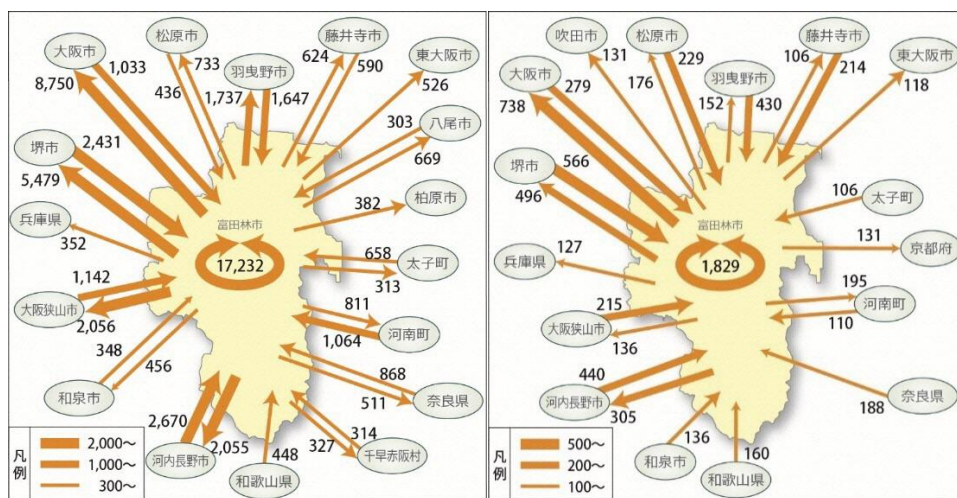 大阪市
松原市
藤井寺市
東大阪市
羽曳野市
八尾市
堺市
柏原市
兵庫県
富田林市
太子町
大阪狭山市
河南町
和泉市
奈良県
河内長野市
和歌山県
千早赤阪村
8,750
1,033
733
436
624
590
526
1,737
1,647
303
669
2,431
5,479
382
352
17,232
658
313
1,142
2,056
811
1,064
348
456
868
511
2,670
2,055
448
327
314
凡例
2,000～
1,000～
300～
吹田市
松原市
藤井寺市
東大阪市
大阪市
羽曳野市
堺市
太子町
富田林市
京都府
兵庫県
河南町
大阪狭山市
河内長野市
奈良県
和泉市
和歌山県
131
229
176
106
214
118
279
738
152
430
566
496
106
131
127
1,829
195
110
215
136
440
305
188
136
160
凡例
500～
200～
100～